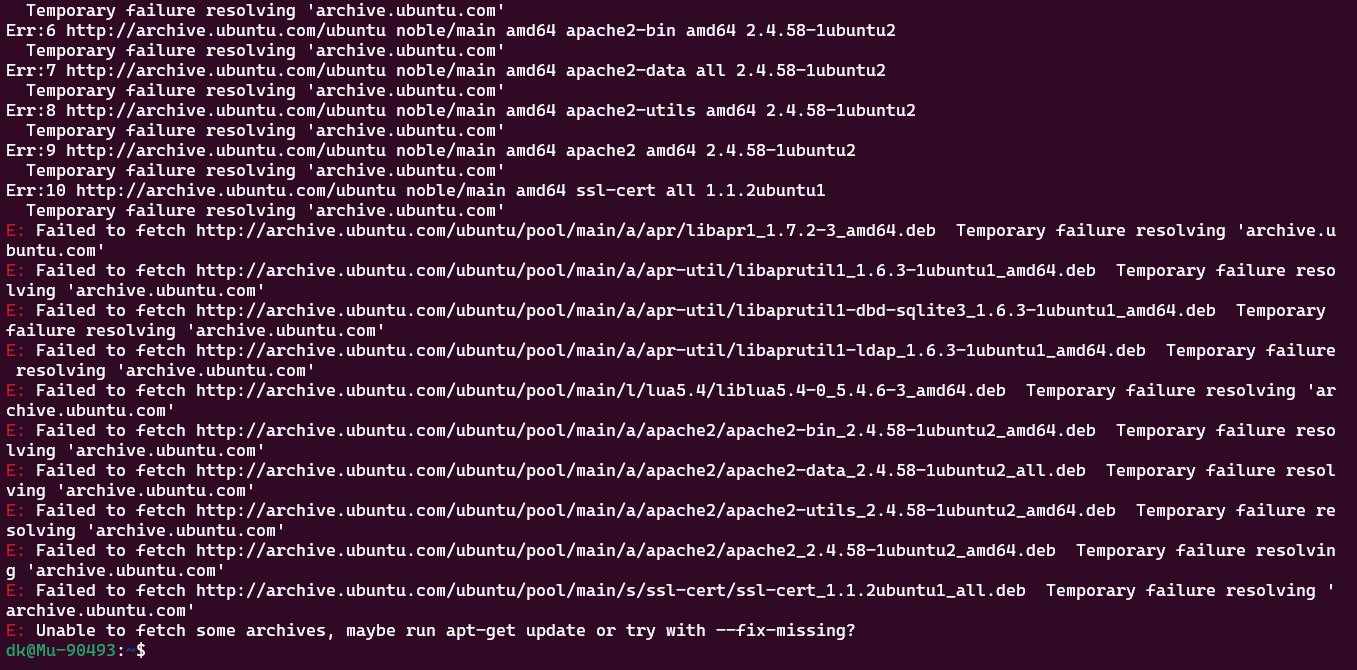 Temporary failure resolving 'archive.ubuntu.com'
Err:6 http://archive.ubuntu.com/ubuntu noble/main amd64 apache2-bin amd64 2.4.58-1ubuntu2
  Temporary failure resolving 'archive.ubuntu.com'
Err:7 http://archive.ubuntu.com/ubuntu noble/main amd64 apache2-data all 2.4.58-1ubuntu2
  Temporary failure resolving 'archive.ubuntu.com'
Err:8 http://archive.ubuntu.com/ubuntu noble/main amd64 apache2-utils amd64 2.4.58-1ubuntu2
  Temporary failure resolving 'archive.ubuntu.com'
Err:9 http://archive.ubuntu.com/ubuntu noble/main amd64 apache2 amd64 2.4.58-1ubuntu2
  Temporary failure resolving 'archive.ubuntu.com'
Err:10 http://archive.ubuntu.com/ubuntu noble/main amd64 ssl-cert all 1.1.2ubuntu1
  Temporary failure resolving 'archive.ubuntu.com'
E: Failed to fetch http://archive.ubuntu.com/ubuntu/pool/main/a/apr/libapr1_1.7.2-3_amd64.deb  Temporary failure resolving 'archive.u
buntu.com'
E: Failed to fetch http://archive.ubuntu.com/ubuntu/pool/main/a/apr-util/libaprutil1_1.6.3-1ubuntu1_amd64.deb  Temporary failure reso
lving 'archive.ubuntu.com'
E: Failed to fetch http://archive.ubuntu.com/ubuntu/pool/main/a/apr-util/libaprutil1-dbd-sqlite3_1.6.3-1ubuntu1_amd64.deb  Temporary
failure resolving 'archive.ubuntu.com'
E: Failed to fetch http://archive.ubuntu.com/ubuntu/pool/main/a/apr-util/libaprutil1-ldap_1.6.3-1ubuntu1_amd64.deb  Temporary failure
 resolving 'archive.ubuntu.com'
E: Failed to fetch http://archive.ubuntu.com/ubuntu/pool/main/l/lua5.4/liblua5.4-0_5.4.6-3_amd64.deb  Temporary failure resolving 'ar
chive.ubuntu.com'
E: Failed to fetch http://archive.ubuntu.com/ubuntu/pool/main/a/apache2/apache2-bin_2.4.58-1ubuntu2_amd64.deb  Temporary failure reso
lving 'archive.ubuntu.com'
E: Failed to fetch http://archive.ubuntu.com/ubuntu/pool/main/a/apache2/apache2-data_2.4.58-1ubuntu2_all.deb  Temporary failure resol
ving 'archive.ubuntu.com'
E: Failed to fetch http://archive.ubuntu.com/ubuntu/pool/main/a/apache2/apache2-utils_2.4.58-1ubuntu2_amd64.deb  Temporary failure re
solving 'archive.ubuntu.com'
E: Failed to fetch http://archive.ubuntu.com/ubuntu/pool/main/a/apache2/apache2_2.4.58-1ubuntu2_amd64.deb  Temporary failure resolvin
g 'archive.ubuntu.com'
E: Failed to fetch http://archive.ubuntu.com/ubuntu/pool/main/s/ssl-cert/ssl-cert_1.1.2ubuntu1_all.deb  Temporary failure resolving '
archive.ubuntu.com'
E: Unable to fetch some archives, maybe run apt-get update or try with --fix-missing?
dk@Mu-90493:~$